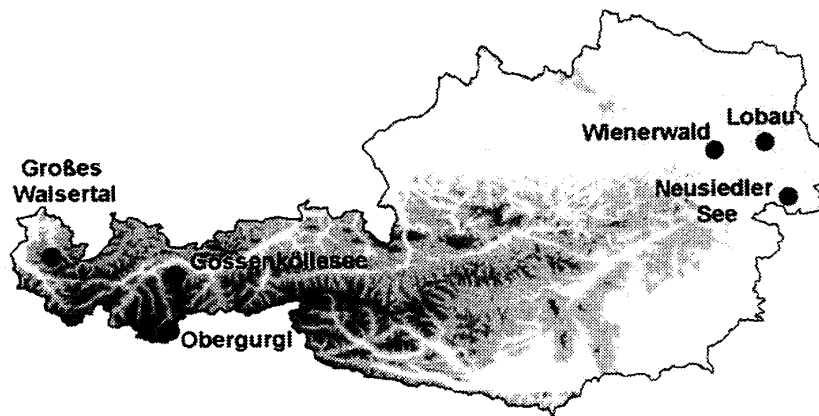 Wienerwald
Lobau
Großes
Walsertal
Neusiedler
See
Gossenköllesee
Obergurgl